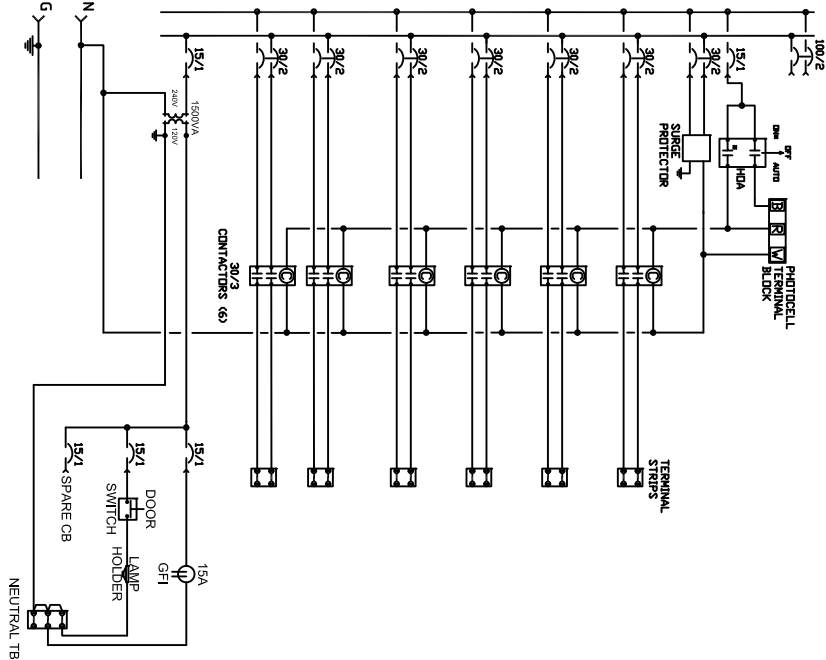 G
N
15/1
30/2
30/2
30/2
30/2
30/2
30/2
30/2
15/1
100/2
240V
120V
1500VA
SURGE
PROTECTOR
ON
OFF
AUTO
HOA
B
R
W
PHOTOCELL
TERMINAL
BLOCK
C
C
C
C
C
C
30/3
CONTACTORS (6)
TERMINAL
STRIPS
15/1
15/1
15/1
SPARE CB
DOOR
SWITCH
LAMP
HOLDER
15A
GFI
NEUTRAL TB